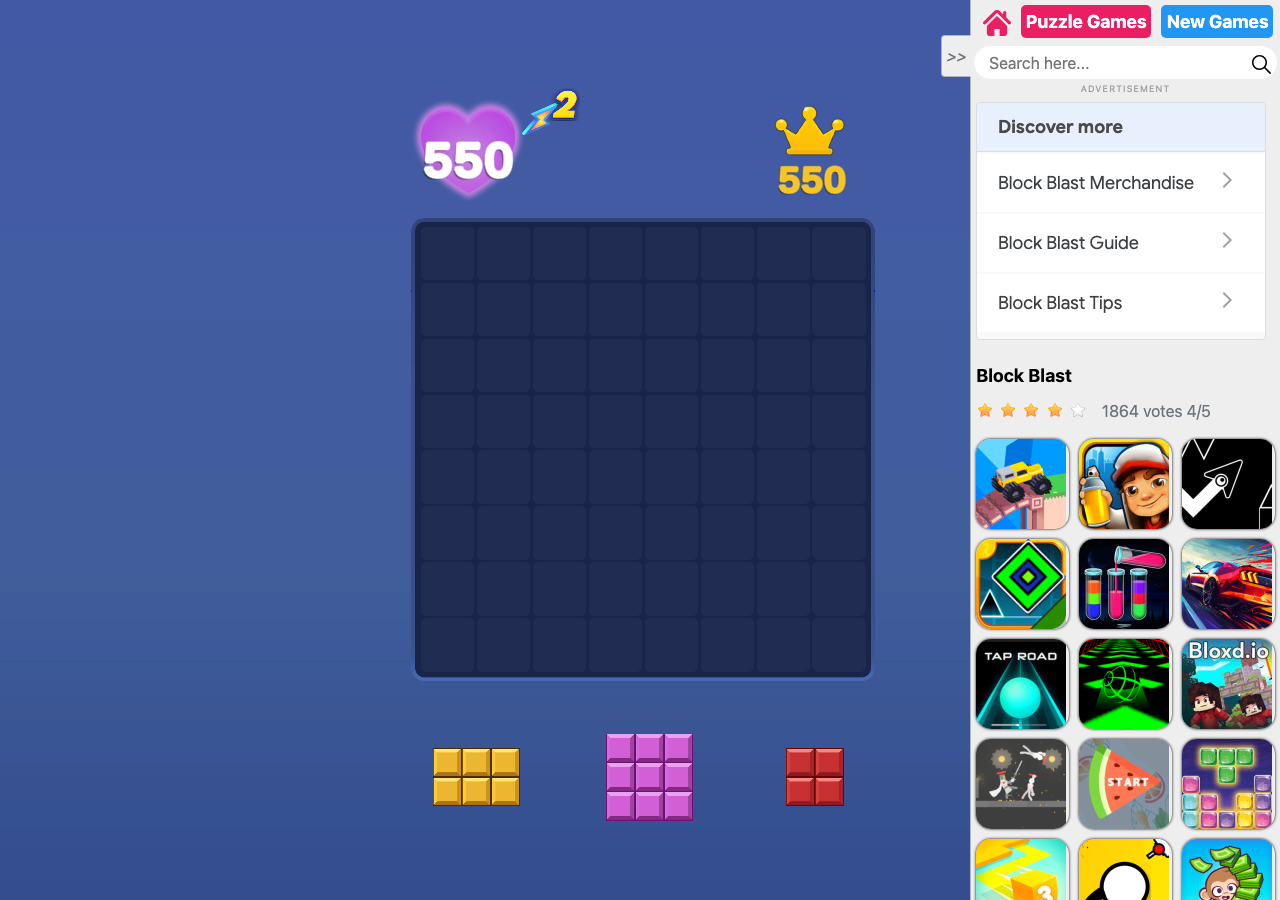 Puzzle Games
New Games
>>
Search here...
ADVERTISEMENT
2
550
550
Discover more
Block Blast Merchandise
Block Blast Guide
Block Blast Tips
Block Blast
1864 votes 4/5
TAP ROAD
Bloxd.io
START
3